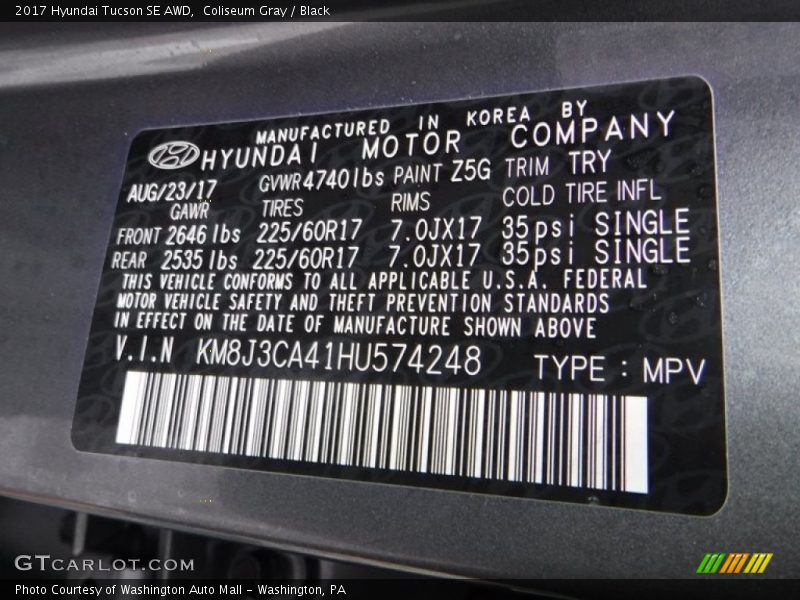 2017 Hyundai Tucson SE AWD,  Coliseum Gray / Black
MANUFACTURED IN KOREA BY
HYUNDAI MOTOR COMPANY
AUG/23/17 GVWR4740lbs PAINT Z5G TRIM TRY
GAWR TIRES RIMS COLD TIRE INFL
FRONT 2646 lbs 225/60R17 7.0JX17 35psi SINGLE
REAR 2535 lbs 225/60R17 7.0JX17 35psi SINGLE
THIS VEHICLE CONFORMS TO ALL APPLICABLE U.S.A. FEDERAL
MOTOR VEHICLE SAFETY AND THEFT PREVENTION STANDARDS
IN EFFECT ON THE DATE OF MANUFACTURE SHOWN ABOVE
V.I.N KM8J3CA41HU574248 TYPE : MPV
GTCARLOT.COM
Photo Courtesy of Washington Auto Mall - Washington, PA